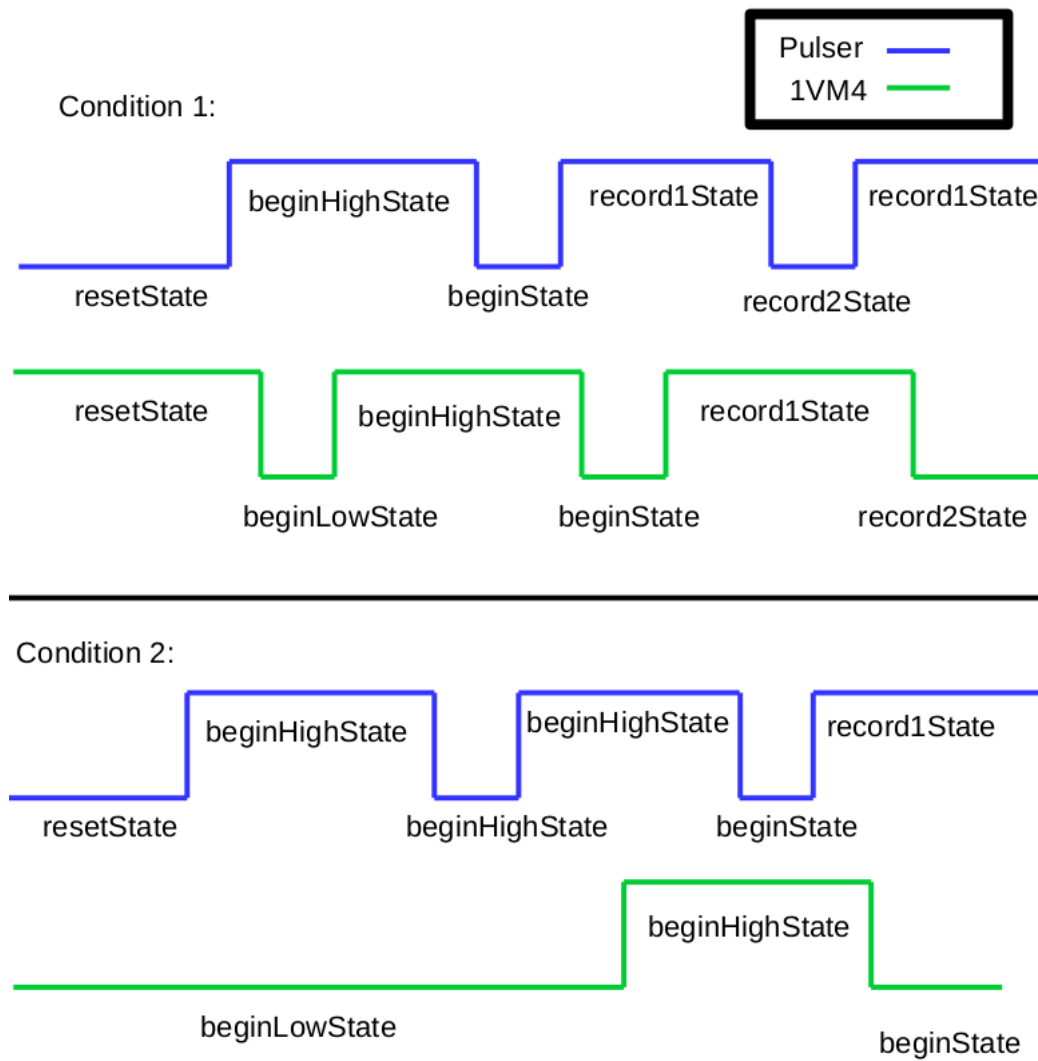 Pulser
1VM4
Condition 1:
beginHighState
record1State
record1State
resetState
beginState
record2State
resetState
beginHighState
record1State
beginLowState
beginState
record2State
Condition 2:
beginHighState
beginHighState
record1State
resetState
beginHighState
beginState
beginHighState
beginLowState
beginState